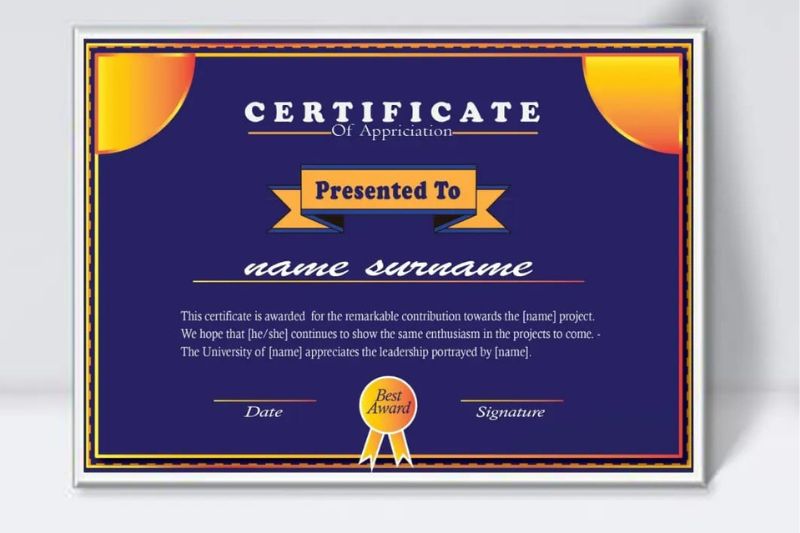 CERTIFICATE
Of Appriciation
Presented To
name surname
This certificate is awarded for the remarkable contribution towards the [name] project.
We hope that [he/she] continues to show the same enthusiasm in the projects to come. -
The University of [name] appreciates the leadership portrayed by [name].
Best
Award
Date
Signature